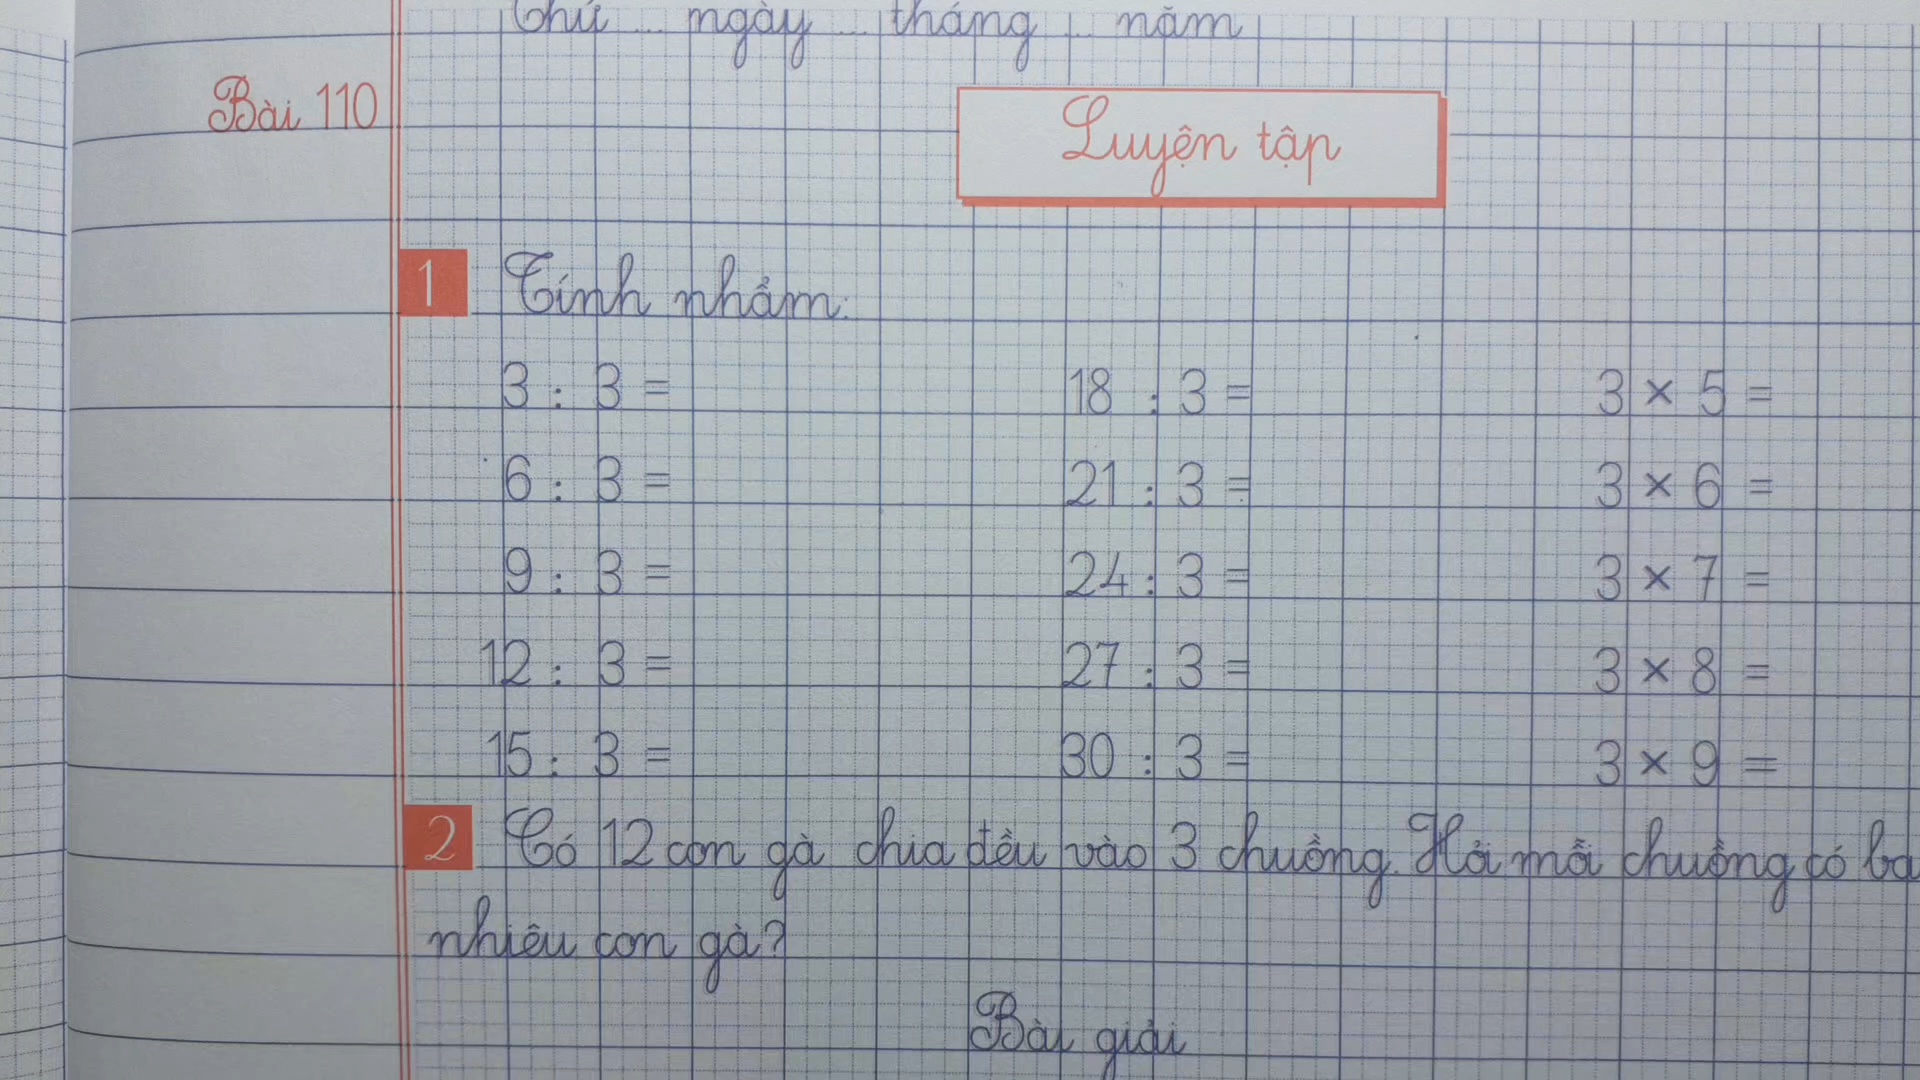 Thứ ... ngày ... tháng ... năm
Bài 110
Luyện tập
1 Tính nhẩm:
3 : 3 = 18 : 3 = 3 × 5 =
6 : 3 = 21 : 3 = 3 × 6 =
9 : 3 = 24 : 3 = 3 × 7 =
12 : 3 = 27 : 3 = 3 × 8 =
15 : 3 = 30 : 3 = 3 × 9 =
2 Có 12 con gà chia đều vào 3 chuồng. Hỏi mỗi chuồng có ba
nhiêu con gà?
Bài giải